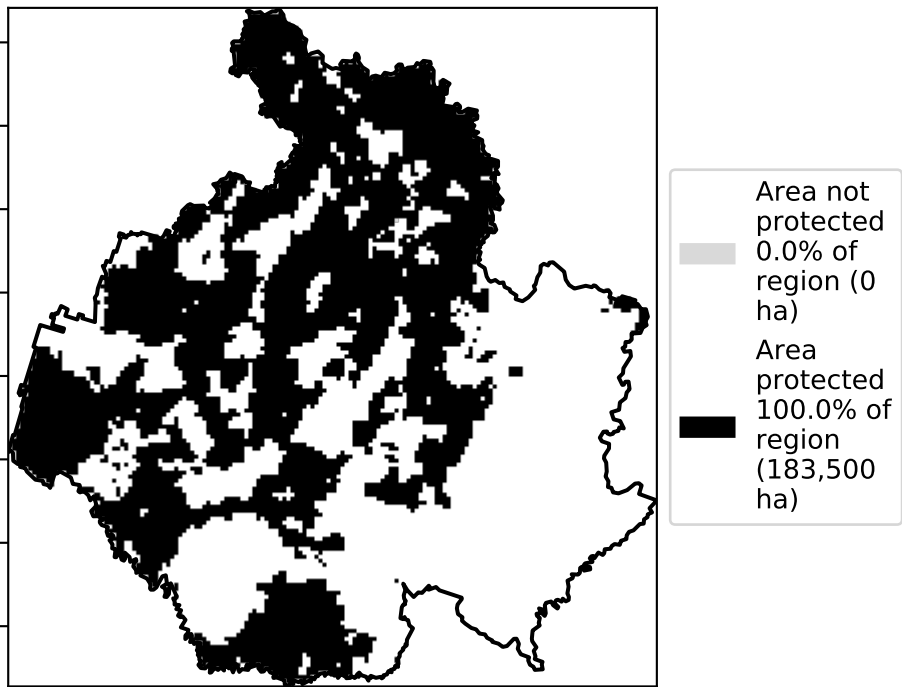 Area not
protected
0.0% of
region (0
ha)
Area
protected
100.0% of
region
(183,500
ha)